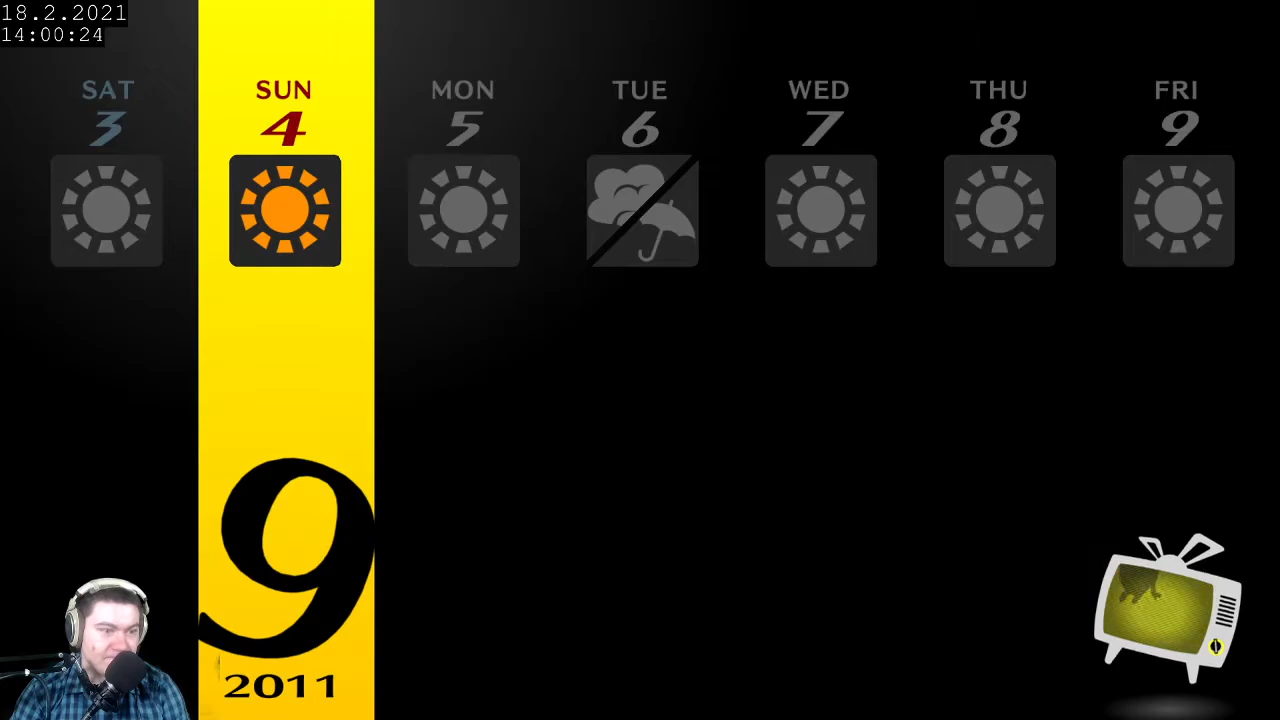 18.2.2021
14:00:24
SAT SUN MON TUE WED THU FRI
3 4 5 6 7 8 9
9
2011